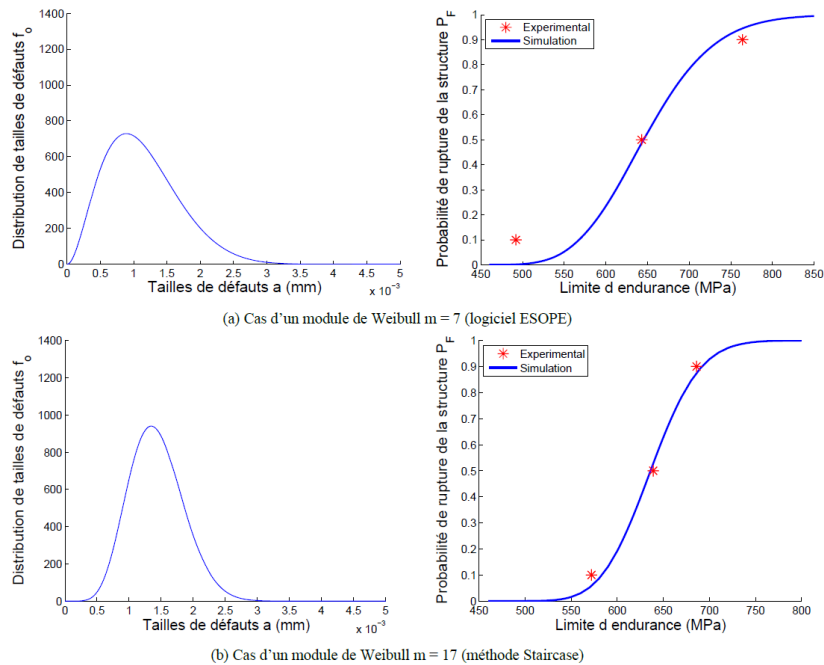 Distribution de tailles de défauts f_o
1400
1200
1000
800
600
400
200
0
0 0.5 1 1.5 2 2.5 3 3.5 4 4.5 5
x 10⁻³
Tailles de défauts a (mm)
Probabilité de rupture de la structure P_F
1
0.9
0.8
0.7
0.6
0.5
0.4
0.3
0.2
0.1
0
Experimental
Simulation
450 500 550 600 650 700 750 800 850
Limite d endurance (MPa)
(a) Cas d'un module de Weibull m = 7 (logiciel ESOPE)
Distribution de tailles de défauts f_o
1400
1200
1000
800
600
400
200
0
0 0.5 1 1.5 2 2.5 3 3.5 4 4.5 5
x 10⁻³
Tailles de défauts a (mm)
Probabilité de rupture de la structure P_F
1
0.9
0.8
0.7
0.6
0.5
0.4
0.3
0.2
0.1
0
Experimental
Simulation
450 500 550 600 650 700 750 800
Limite d endurance (MPa)
(b) Cas d'un module de Weibull m = 17 (méthode Staircase)